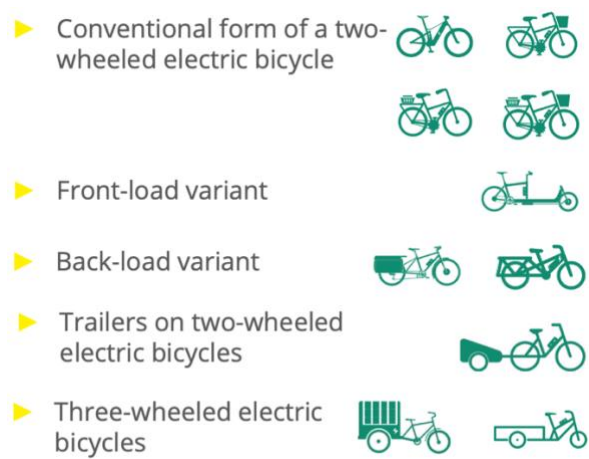 Conventional form of a two-
wheeled electric bicycle
Front-load variant
Back-load variant
Trailers on two-wheeled
electric bicycles
Three-wheeled electric
bicycles